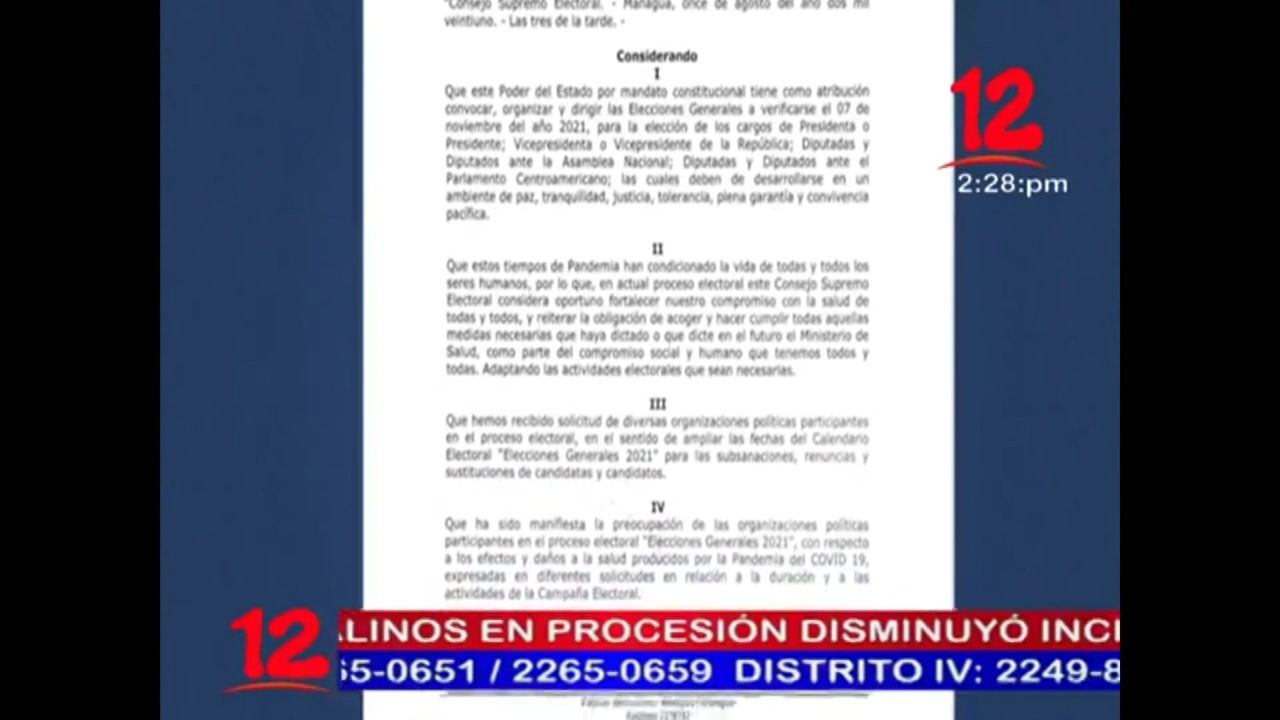 "Consejo Supremo Electoral. - Managua, once de agosto del año dos mil
veintiuno. - Las tres de la tarde. -
Considerando
I
Que este Poder del Estado por mandato constitucional tiene como atribución
convocar, organizar y dirigir las Elecciones Generales a verificarse el 07 de
noviembre del año 2021, para la elección de los cargos de Presidenta o
Presidente; Vicepresidenta o Vicepresidente de la República; Diputadas y
Diputados ante la Asamblea Nacional; Diputadas y Diputados ante el
Parlamento Centroamericano; las cuales deben de desarrollarse en un
ambiente de paz, tranquilidad, justicia, tolerancia, plena garantía y convivencia
pacífica.
12
2:28:pm
II
Que estos tiempos de Pandemia han condicionado la vida de todas y todos los
seres humanos, por lo que, en actual proceso electoral este Consejo Supremo
Electoral considera oportuno fortalecer nuestro compromiso con la salud de
todas y todos, y reiterar la obligación de acoger y hacer cumplir todas aquellas
medidas necesarias que haya dictado o que dicte en el futuro el Ministerio de
Salud, como parte del compromiso social y humano que tenemos todos y
todas. Adaptando las actividades electorales que sean necesarias.
III
Que hemos recibido solicitud de diversas organizaciones políticas participantes
en el proceso electoral, en el sentido de ampliar las fechas del Calendario
Electoral "Elecciones Generales 2021" para las subsanaciones, renuncias y
sustituciones de candidatas y candidatos.
IV
Que ha sido manifiesta la preocupación de las organizaciones políticas
participantes en el proceso electoral "Elecciones Generales 2021", con respecto
a los efectos y daños a la salud producidos por la Pandemia del COVID 19,
expresadas en diferentes solicitudes en relación a la duración y a las
actividades de la Campaña Electoral.
12
ALINOS EN PROCESIÓN DISMINUYÓ INCI
65-0651 / 2265-0659 DISTRITO IV: 2249-8